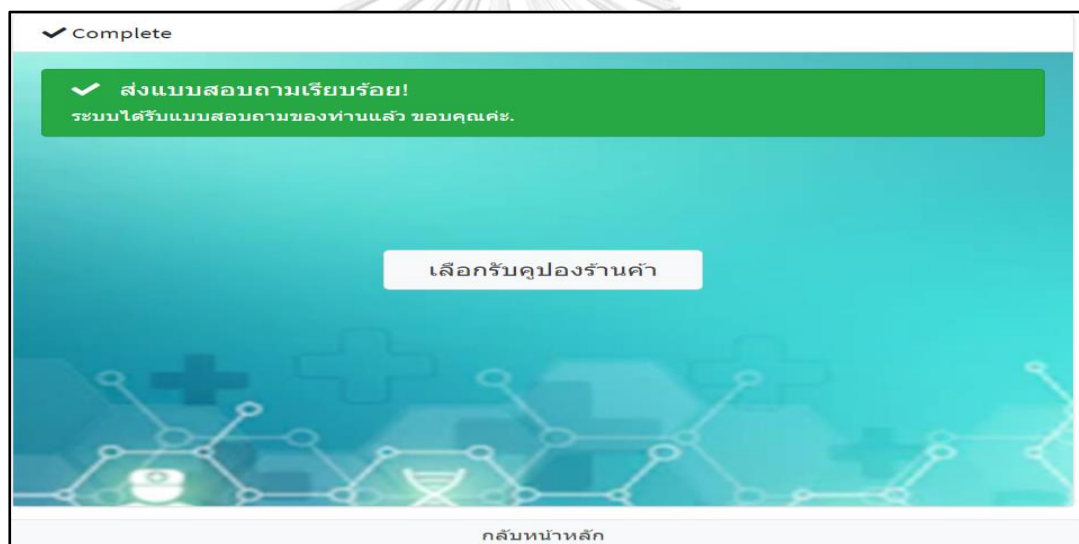 Complete
ส่งแบบสอบถามเรียบร้อย!
ระบบได้รับแบบสอบถามของท่านแล้ว ขอบคุณค่ะ.
เลือกรับคูปองร้านค้า
กลับหน้าหลัก